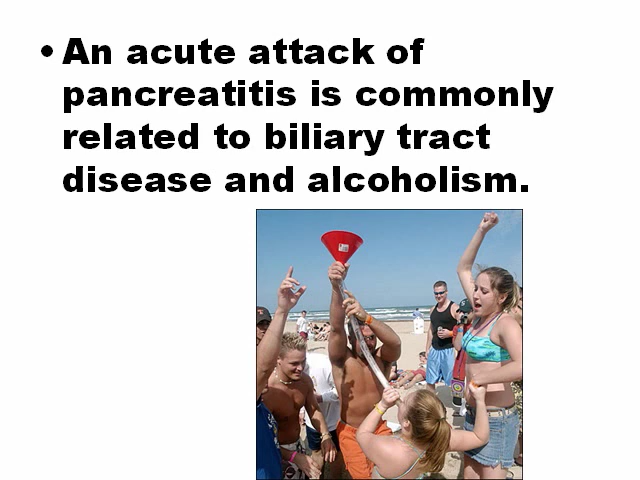 • An acute attack of
pancreatitis is commonly
related to biliary tract
disease and alcoholism.